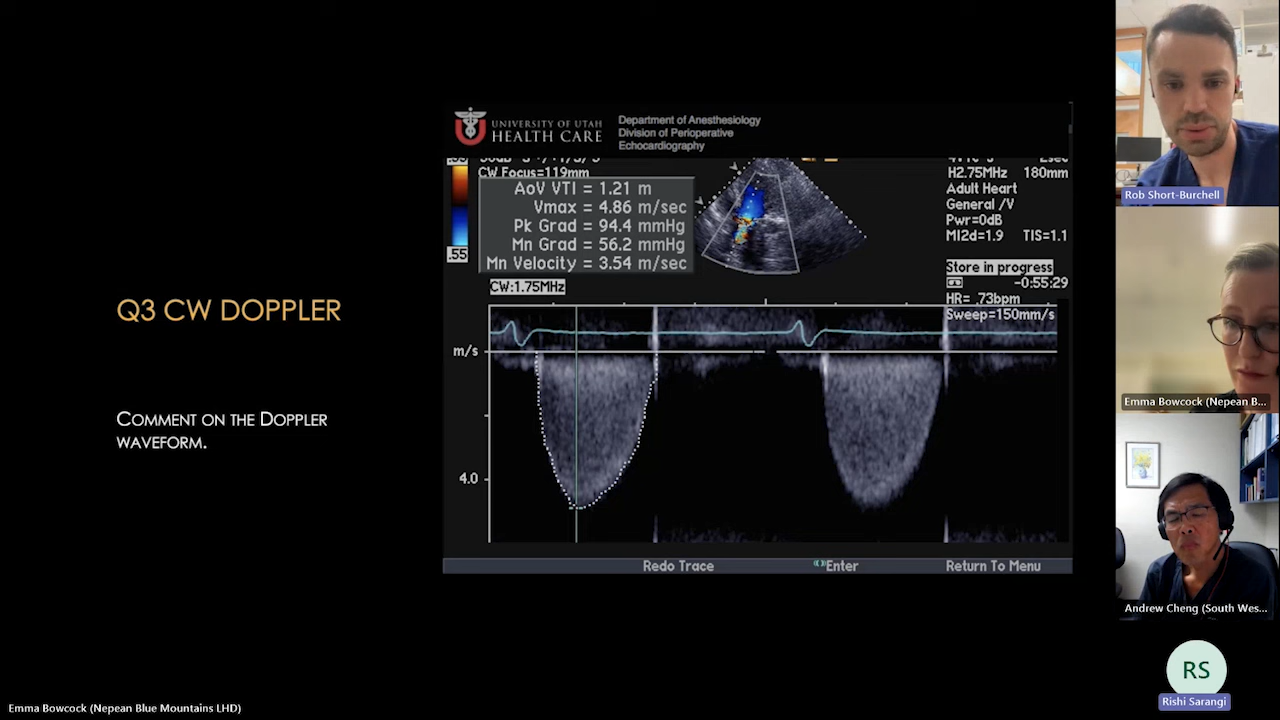 Q3 CW DOPPLER
COMMENT ON THE DOPPLER
WAVEFORM.
UNIVERSITY OF UTAH
HEALTH CARE
Department of Anesthesiology
Division of Perioperative
Echocardiography
CW Focus=119mm
AoV VTI = 1.21 m
Vmax = 4.86 m/sec
Pk Grad = 94.4 mmHg
Mn Grad = 56.2 mmHg
Mn Velocity = 3.54 m/sec
.55
CW:1.75MHz
H2.75MHz 180mm
Adult Heart
General /V
Pwr=0dB
MI2d=1.9 TIS=1.1
Store in progress
-0:55:29
HR= 73bpm
Sweep=150mm/s
m/s
4.0
Redo Trace
Enter
Return To Menu
Rob Short-Burchell
Emma Bowcock (Nepean B...
Andrew Cheng (South Wes...
RS
Rishi Sarangi
Emma Bowcock (Nepean Blue Mountains LHD)